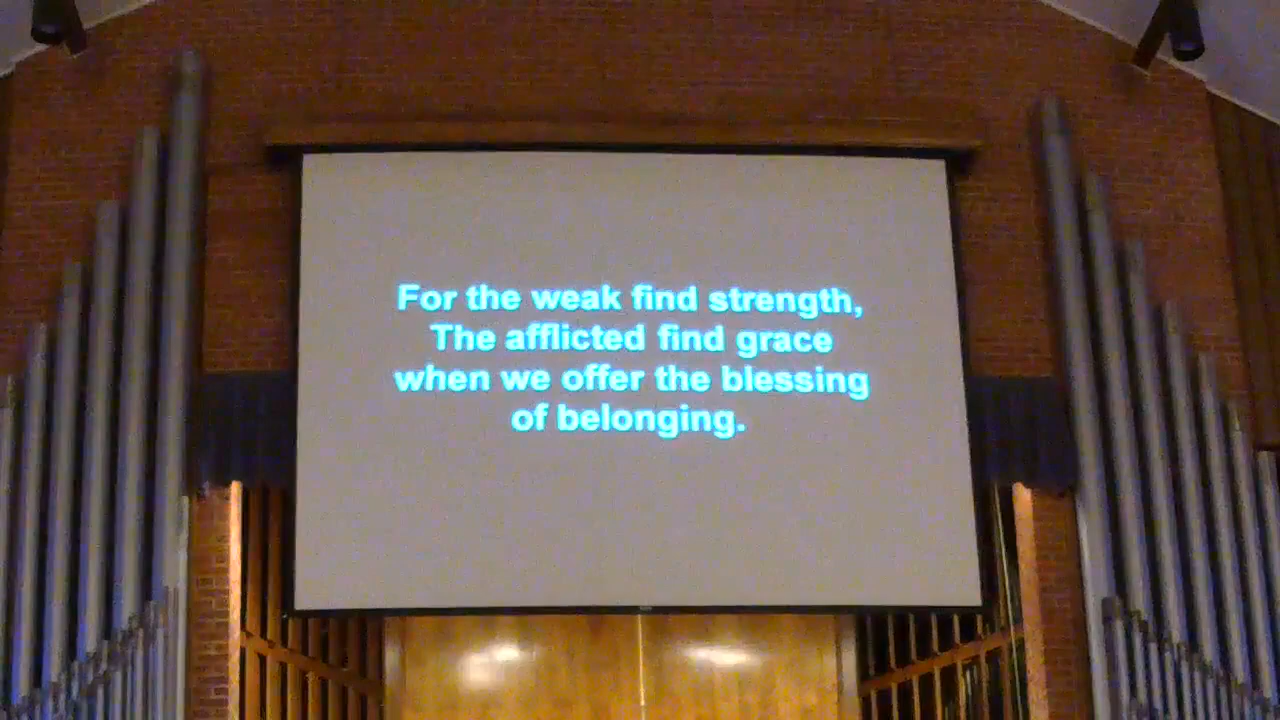 For the weak find strength,
The afflicted find grace
when we offer the blessing
of belonging.